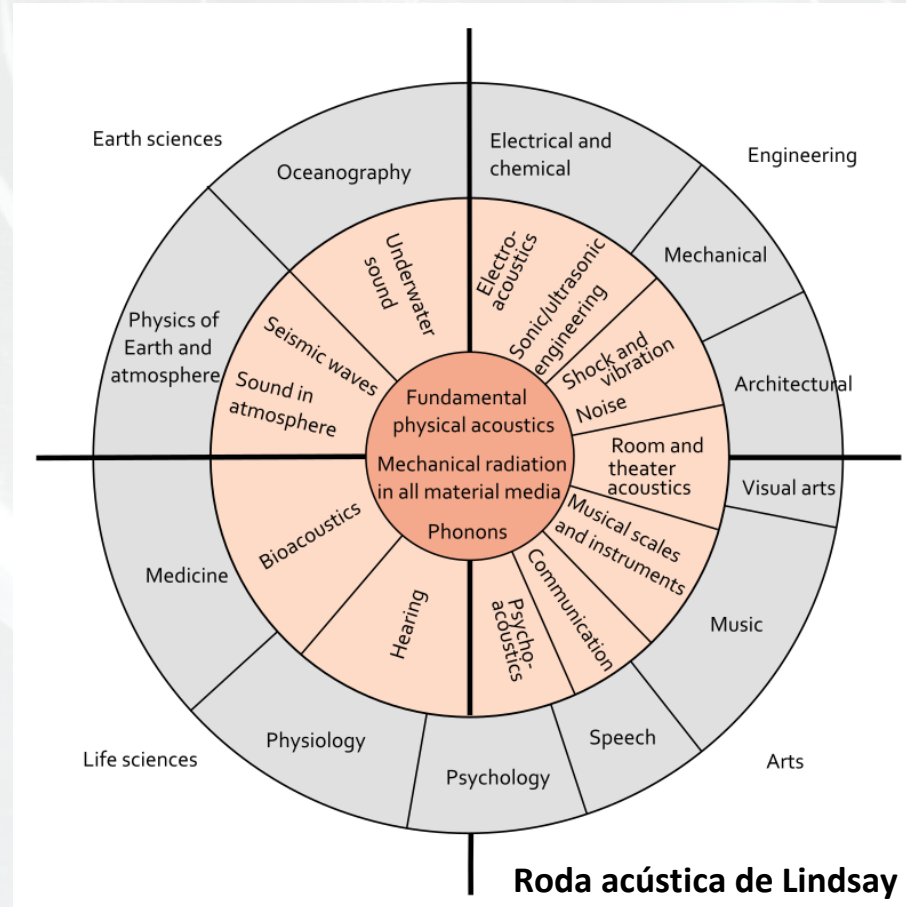 Earth sciences
Engineering
Oceanography
Electrical and
chemical
Mechanical
Physics of
Earth and
atmosphere
Architectural
Underwater
sound
Electro-
acoustics
Sonic/Ultrasonic
engineering
Seismic waves
Sound in
atmosphere
Shock and
vibration
Noise
Fundamental
physical acoustics
Mechanical radiation
in all material media
Phonons
Room and
theater
acoustics
Visual arts
Bioacoustics
Musical scales
and instruments
Medicine
Hearing
Psycho-
acoustics
Communication
Music
Physiology
Psychology
Speech
Life sciences
Arts
Roda acústica de Lindsay